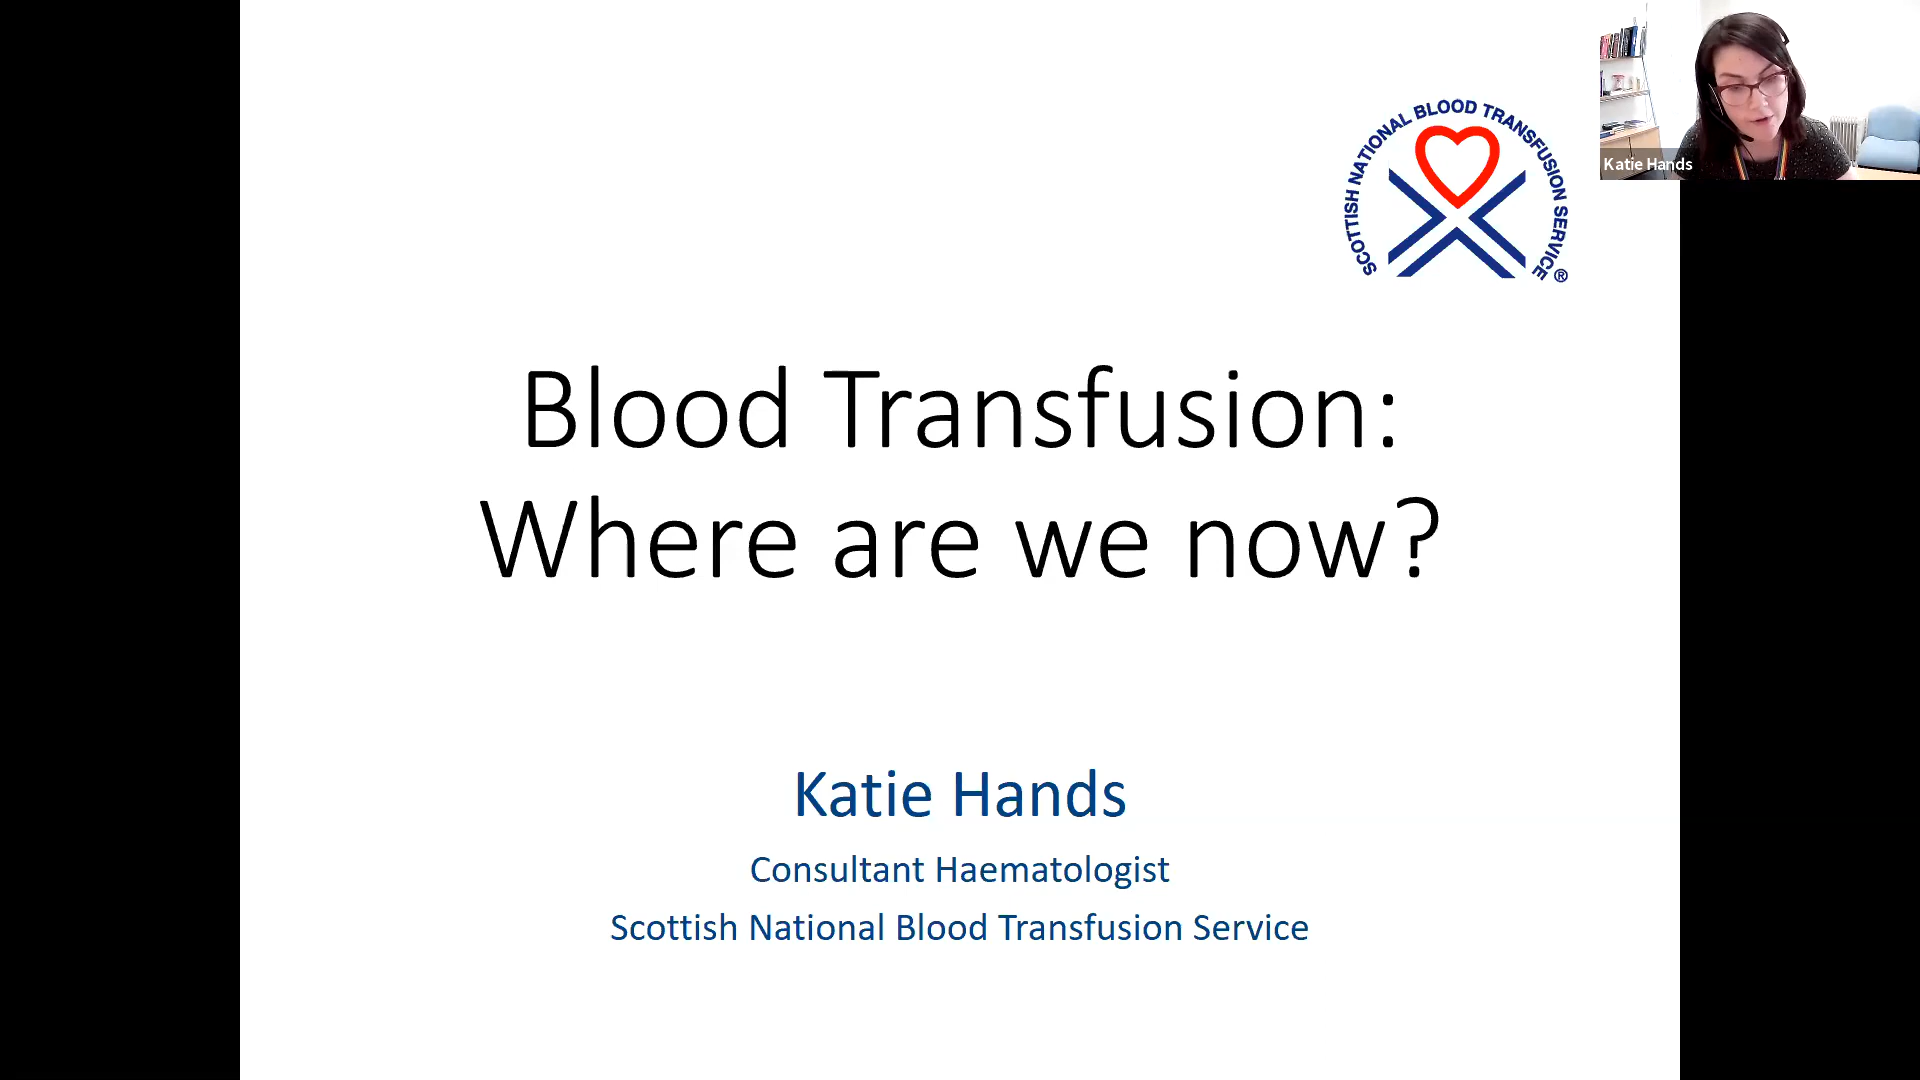 SCOTTISH NATIONAL BLOOD TRANSFUSION SERVICE®
Katie Hands
Blood Transfusion:
Where are we now?
Katie Hands
Consultant Haematologist
Scottish National Blood Transfusion Service